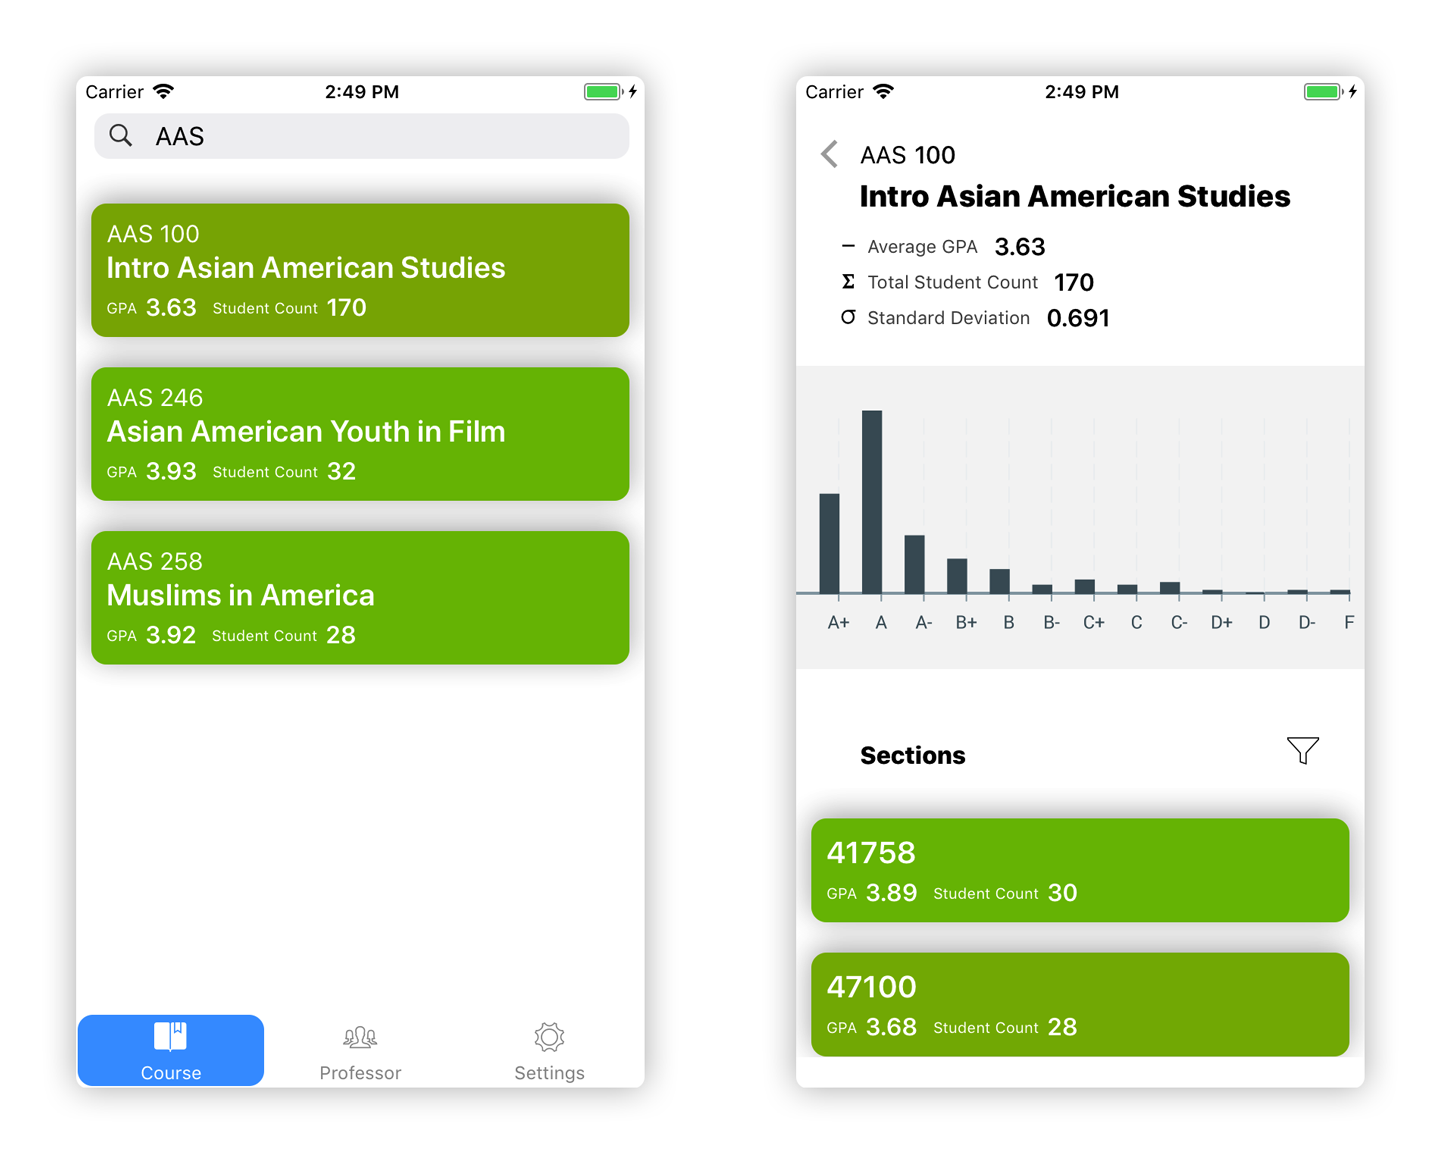 Carrier 2:49 PM
AAS
AAS 100
Intro Asian American Studies
GPA 3.63 Student Count 170
AAS 246
Asian American Youth in Film
GPA 3.93 Student Count 32
AAS 258
Muslims in America
GPA 3.92 Student Count 28
Course Professor Settings
Carrier 2:49 PM
AAS 100
Intro Asian American Studies
– Average GPA 3.63
Σ Total Student Count 170
σ Standard Deviation 0.691
A+ A A- B+ B B- C+ C C- D+ D D- F
Sections
41758
GPA 3.89 Student Count 30
47100
GPA 3.68 Student Count 28